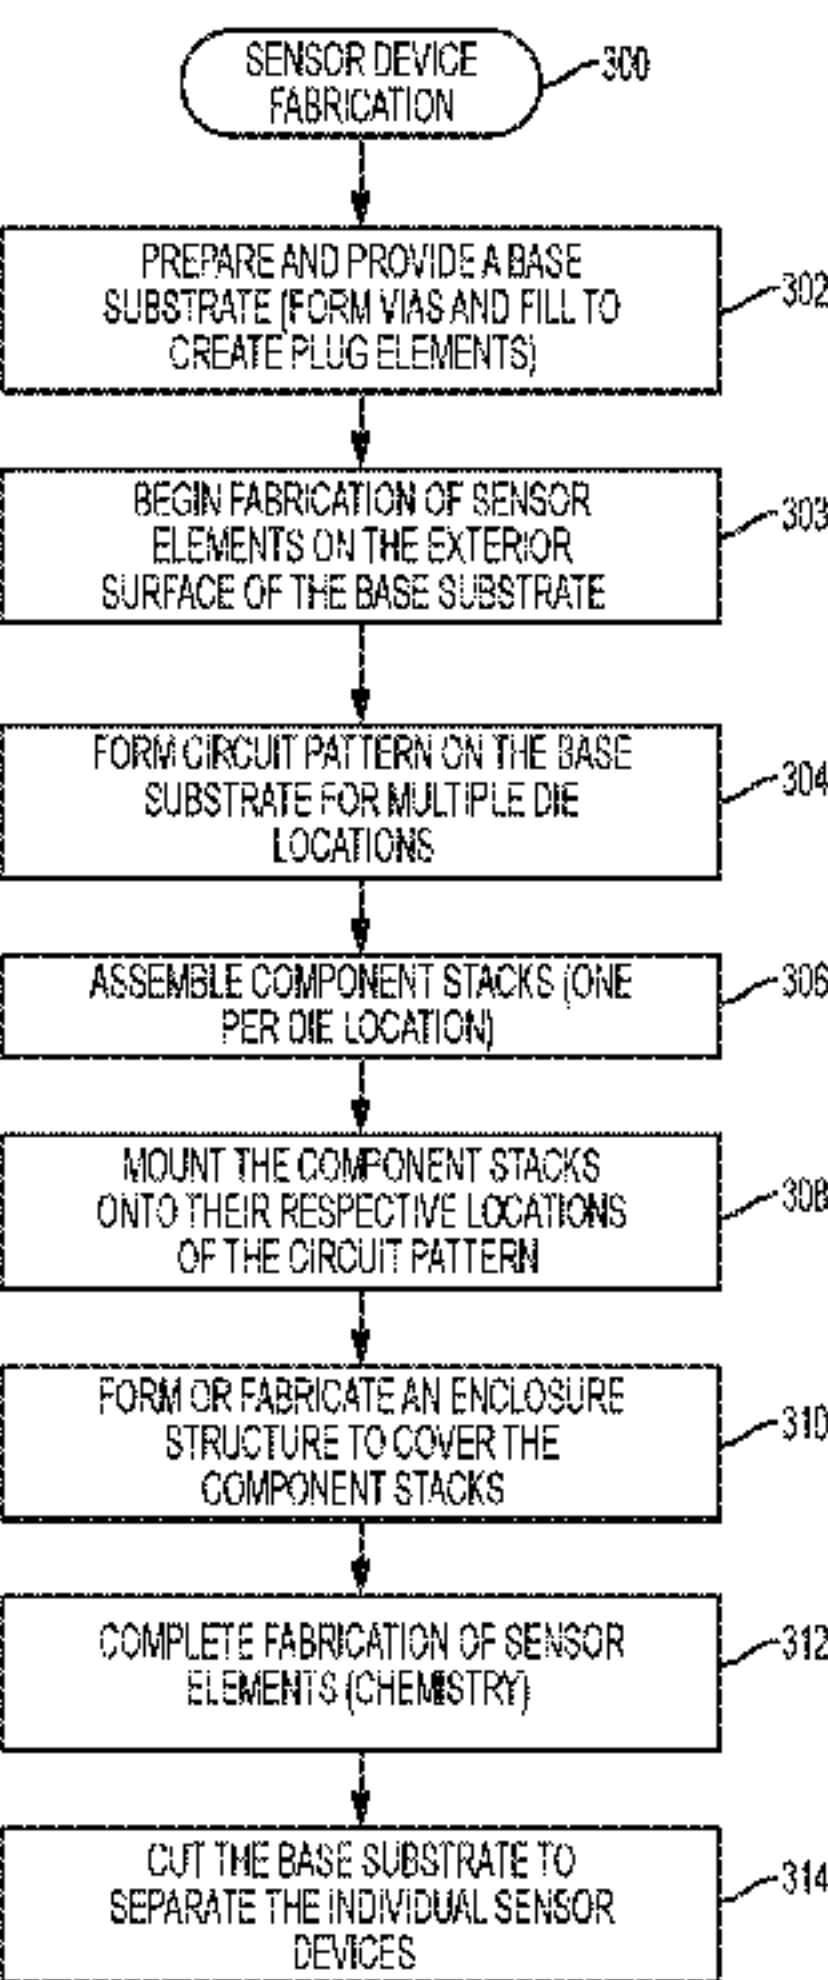 SENSOR DEVICE
FABRICATION
300
PREPARE AND PROVIDE A BASE
SUBSTRATE (FORM VIAS AND FILL TO
CREATE PLUG ELEMENTS)
302
BEGIN FABRICATION OF SENSOR
ELEMENTS ON THE EXTERIOR
SURFACE OF THE BASE SUBSTRATE
303
FORM CIRCUIT PATTERN ON THE BASE
SUBSTRATE FOR MULTIPLE DIE
LOCATIONS
304
ASSEMBLE COMPONENT STACKS (ONE
PER DIE LOCATION)
306
MOUNT THE COMPONENT STACKS
ONTO THEIR RESPECTIVE LOCATIONS
OF THE CIRCUIT PATTERN
308
FORM OR FABRICATE AN ENCLOSURE
STRUCTURE TO COVER THE
COMPONENT STACKS
310
COMPLETE FABRICATION OF SENSOR
ELEMENTS (CHEMISTRY)
312
CUT THE BASE SUBSTRATE TO
SEPARATE THE INDIVIDUAL SENSOR
DEVICES
314